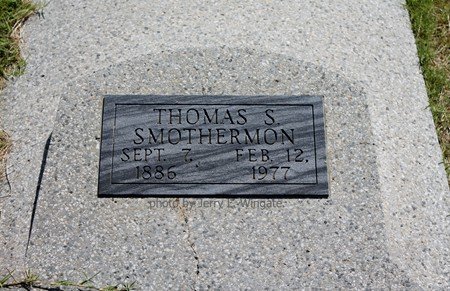 THOMAS S.
SMOTHERMON
SEPT. 7, FEB. 12,
1886 1977
photo by Jerry E. Wingate